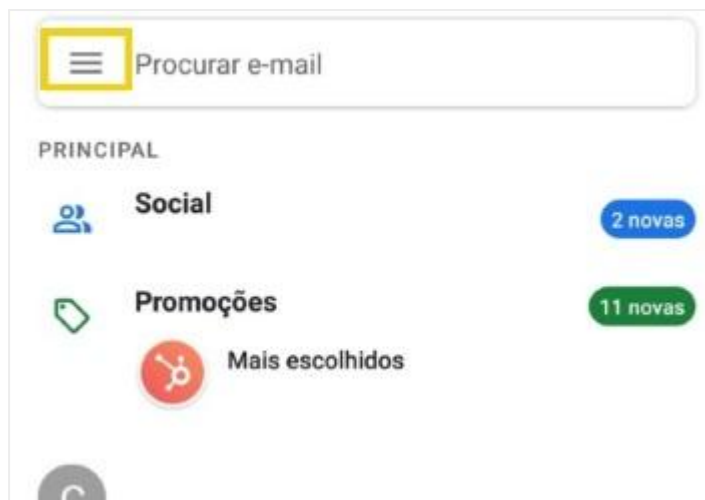 Procurar e-mail
PRINCIPAL
Social
2 novas
Promoções
11 novas
Mais escolhidos